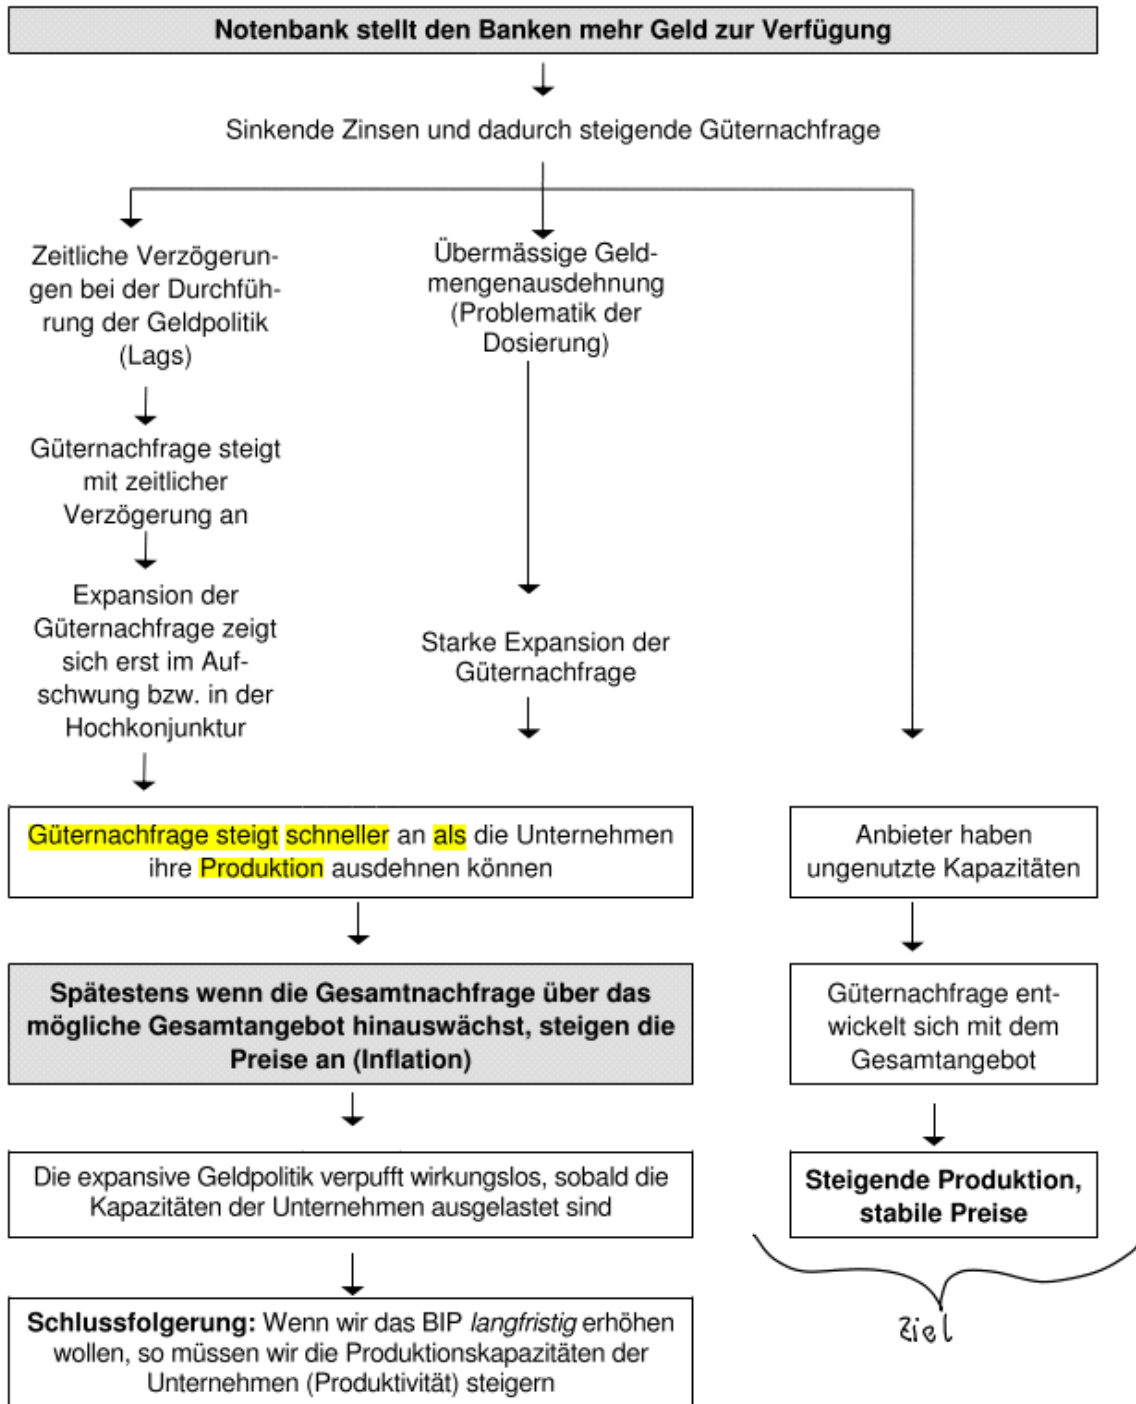 Notenbank stellt den Banken mehr Geld zur Verfügung
Sinkende Zinsen und dadurch steigende Güternachfrage
Zeitliche Verzögerun-
gen bei der Durchfüh-
rung der Geldpolitik
(Lags)
Güternachfrage steigt
mit zeitlicher
Verzögerung an
Expansion der
Güternachfrage zeigt
sich erst im Auf-
schwung bzw. in der
Hochkonjunktur
Übermässige Geld-
mengenausdehnung
(Problematik der
Dosierung)
Starke Expansion der
Güternachfrage
Güternachfrage steigt schneller an als die Unternehmen
ihre Produktion ausdehnen können
Spätestens wenn die Gesamtnachfrage über das
mögliche Gesamtangebot hinauswächst, steigen die
Preise an (Inflation)
Die expansive Geldpolitik verpufft wirkungslos, sobald die
Kapazitäten der Unternehmen ausgelastet sind
Schlussfolgerung: Wenn wir das BIP langfristig erhöhen
wollen, so müssen wir die Produktionskapazitäten der
Unternehmen (Produktivität) steigern
Anbieter haben
ungenutzte Kapazitäten
Güternachfrage ent-
wickelt sich mit dem
Gesamtangebot
Steigende Produktion,
stabile Preise
Ziel